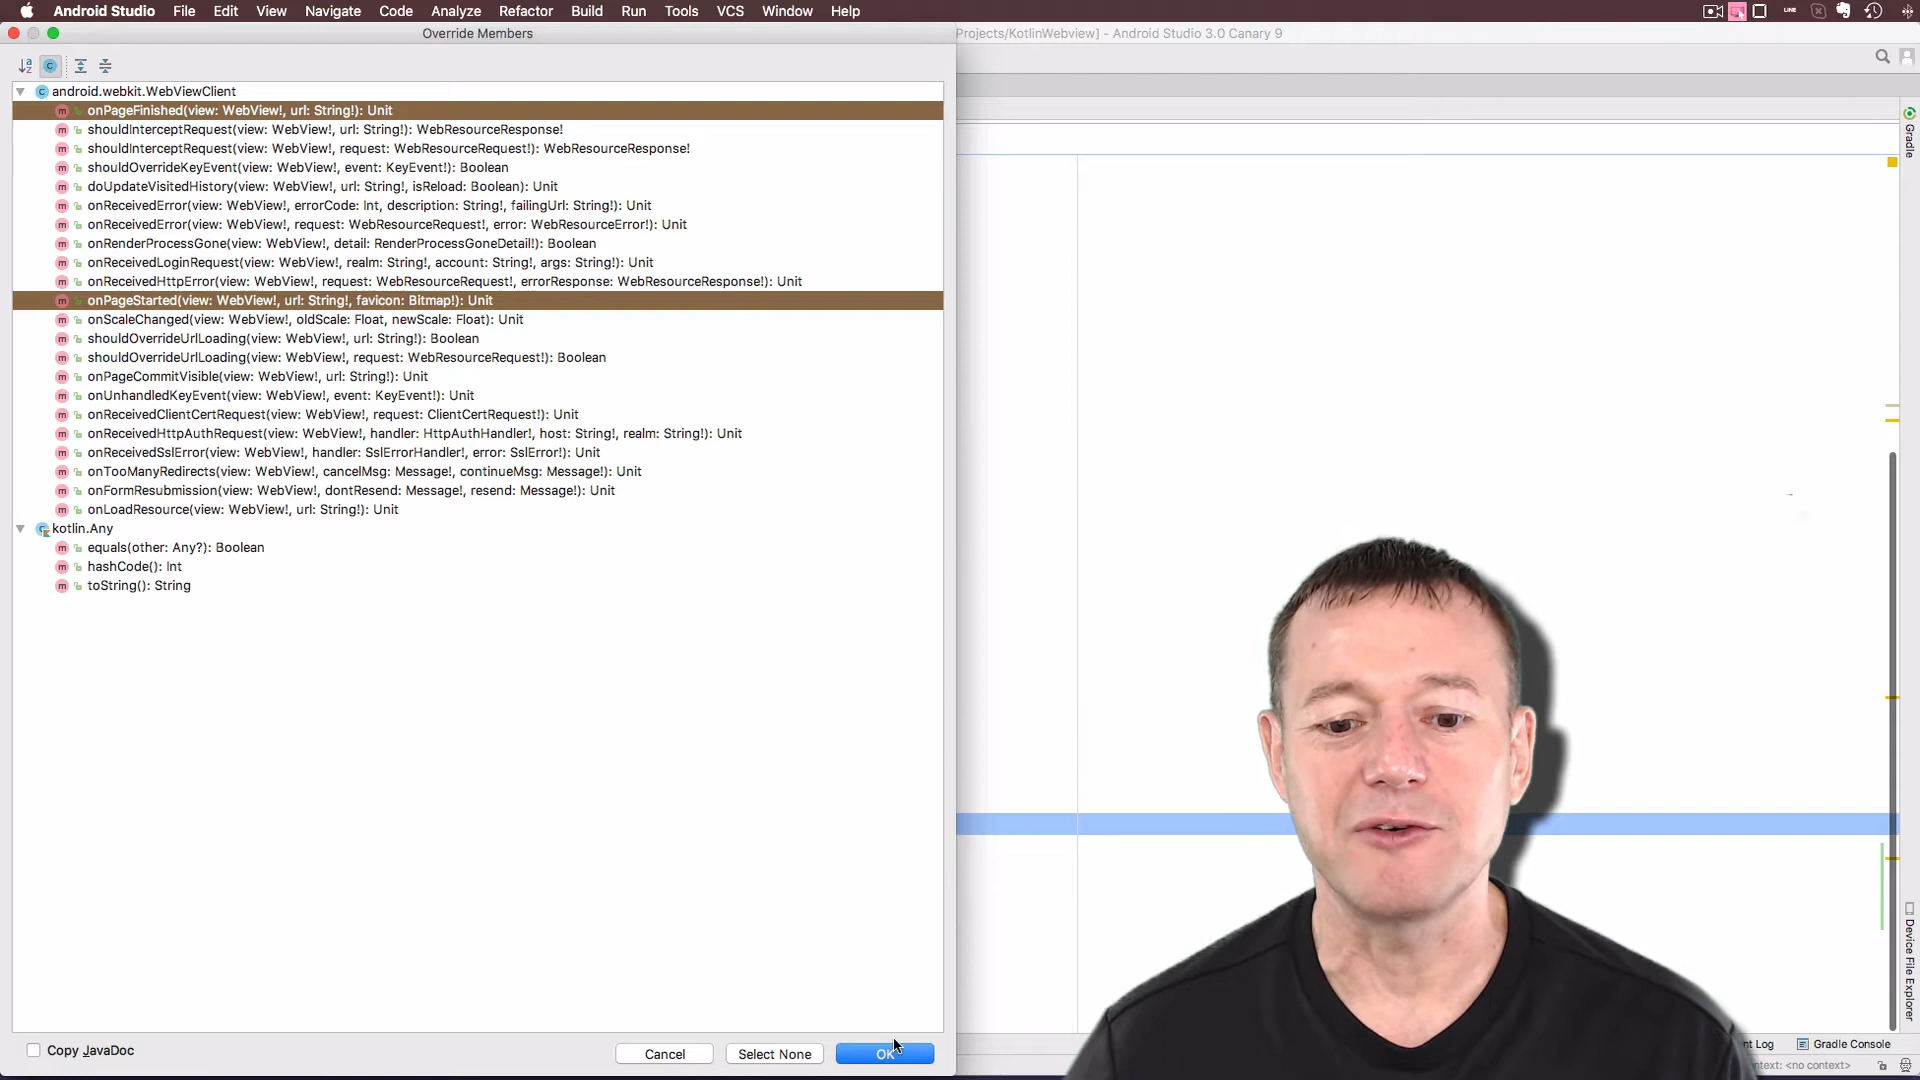 Android Studio File Edit View Navigate Code Analyze Refactor Build Run Tools VCS Window Help
LINE
Override Members
Projects/KotlinWebview] - Android Studio 3.0 Canary 9
android.webkit.WebViewClient
onPageFinished(view: WebView!, url: String!): Unit
shouldInterceptRequest(view: WebView!, url: String!): WebResourceResponse!
shouldInterceptRequest(view: WebView!, request: WebResourceRequest!): WebResourceResponse!
shouldOverrideKeyEvent(view: WebView!, event: KeyEvent!): Boolean
doUpdateVisitedHistory(view: WebView!, url: String!, isReload: Boolean): Unit
onReceivedError(view: WebView!, errorCode: Int, description: String!, failingUrl: String!): Unit
onReceivedError(view: WebView!, request: WebResourceRequest!, error: WebResourceError!): Unit
onRenderProcessGone(view: WebView!, detail: RenderProcessGoneDetail!): Boolean
onReceivedLoginRequest(view: WebView!, realm: String!, account: String!, args: String!): Unit
onReceivedHttpError(view: WebView!, request: WebResourceRequest!, errorResponse: WebResourceResponse!): Unit
onPageStarted(view: WebView!, url: String!, favicon: Bitmap!): Unit
onScaleChanged(view: WebView!, oldScale: Float, newScale: Float): Unit
shouldOverrideUrlLoading(view: WebView!, url: String!): Boolean
shouldOverrideUrlLoading(view: WebView!, request: WebResourceRequest!): Boolean
onPageCommitVisible(view: WebView!, url: String!): Unit
onUnhandledKeyEvent(view: WebView!, event: KeyEvent!): Unit
onReceivedClientCertRequest(view: WebView!, request: ClientCertRequest!): Unit
onReceivedHttpAuthRequest(view: WebView!, handler: HttpAuthHandler!, host: String!, realm: String!): Unit
onReceivedSslError(view: WebView!, handler: SslErrorHandler!, error: SslError!): Unit
onTooManyRedirects(view: WebView!, cancelMsg: Message!, continueMsg: Message!): Unit
onFormResubmission(view: WebView!, dontResend: Message!, resend: Message!): Unit
onLoadResource(view: WebView!, url: String!): Unit
kotlin.Any
equals(other: Any?): Boolean
hashCode(): Int
toString(): String
Copy JavaDoc
Cancel
Select None
OK
Gradle
Device File Explorer
nt Log
Gradle Console
ntext: <no context>